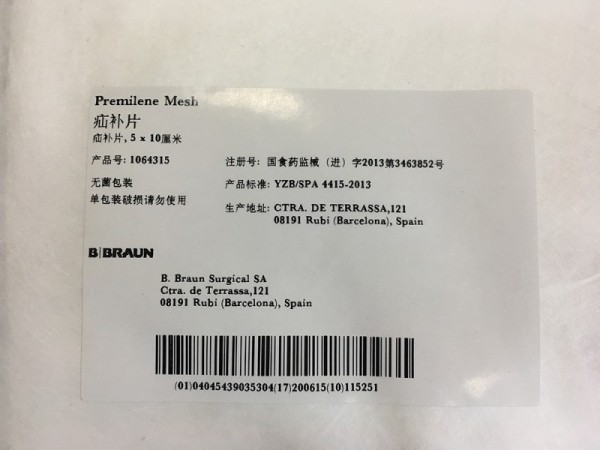 Premilene Mesh
疝补片
疝补片, 5 x 10厘米
产品号: 1064315
注册号: 国食药监械（进）字2013第3463852号
无菌包装
产品标准: YZB/SPA 4415-2013
单包装破损请勿使用
生产地址: CTRA. DE TERRASSA,121
08191 Rubí (Barcelona), Spain
B|BRAUN
B. Braun Surgical SA
Ctra. de Terrassa,121
08191 Rubí (Barcelona), Spain
(01)04045439035304(17)200615(10)115251